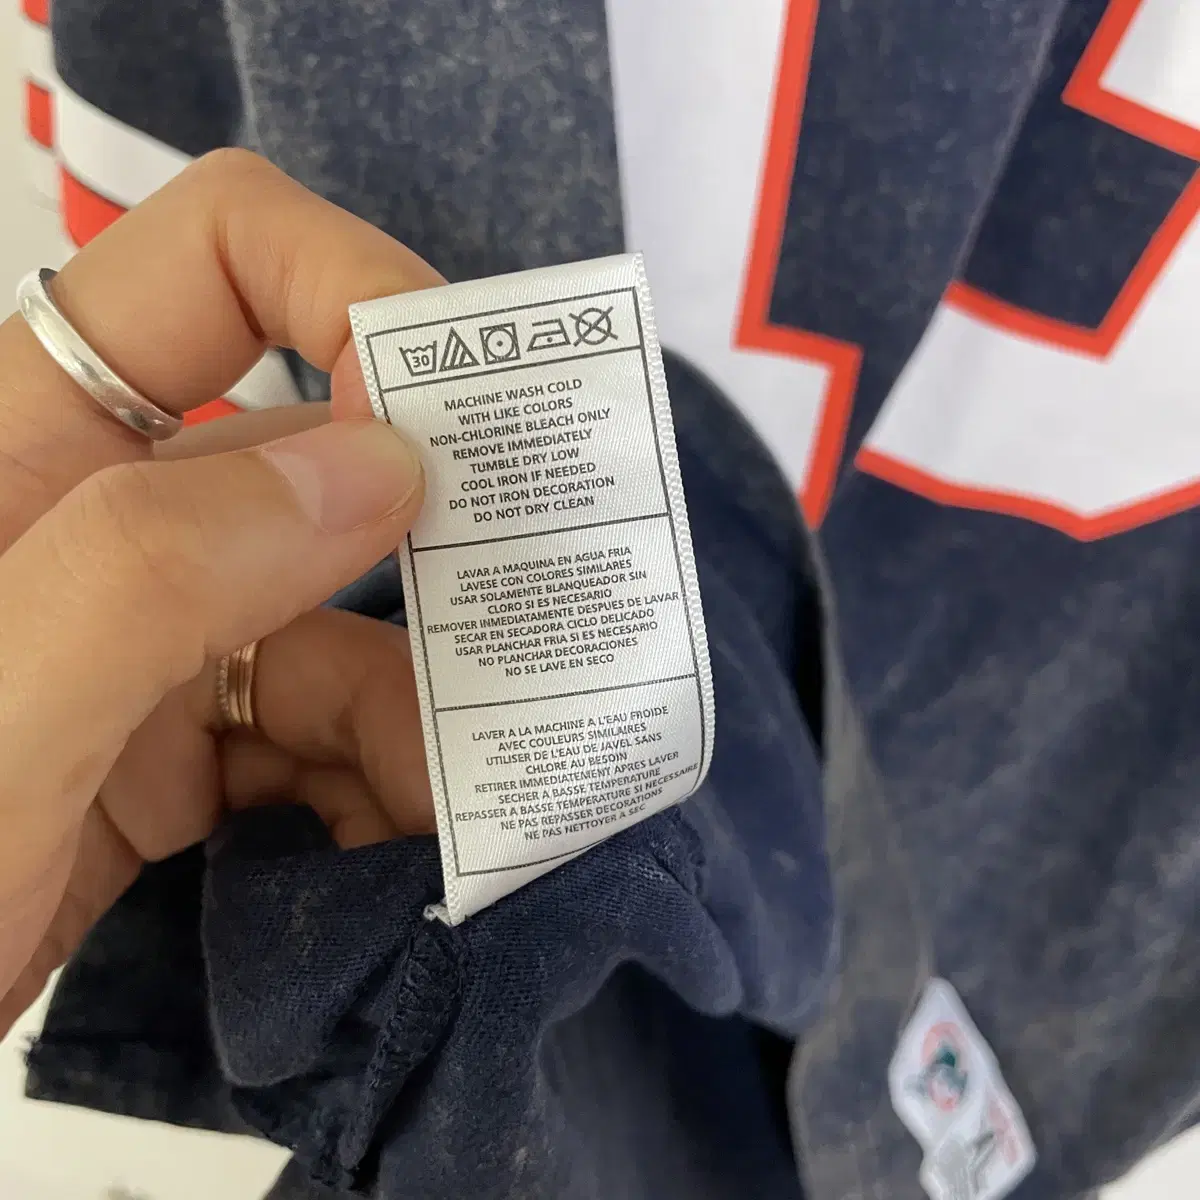 30
MACHINE WASH COLD
WITH LIKE COLORS
NON-CHLORINE BLEACH ONLY
REMOVE IMMEDIATELY
TUMBLE DRY LOW
COOL IRON IF NEEDED
DO NOT IRON DECORATION
DO NOT DRY CLEAN
LAVAR A MAQUINA EN AGUA FRIA
LAVESE CON COLORES SIMILARES
USAR SOLAMENTE BLANQUEADOR SIN
CLORO SI ES NECESARIO
REMOVER INMEDIATAMENTE DESPUES DE LAVAR
SECAR EN SECADORA CICLO DELICADO
USAR PLANCHAR FRIA SI ES NECESARIO
NO PLANCHAR DECORACIONES
NO SE LAVE EN SECO
LAVER A LA MACHINE A L'EAU FROIDE
AVEC COULEURS SIMILAIRES
UTILISER DE L'EAU DE JAVEL SANS
CHLORE AU BESOIN
RETIRER IMMEDIATEMENT APRES LAVER
SECHER A BASSE TEMPERATURE
REPASSER A BASSE TEMPERATURE SI NECESSAIRE
NE PAS REPASSER DECORATIONS
NE PAS NETTOYER A SEC